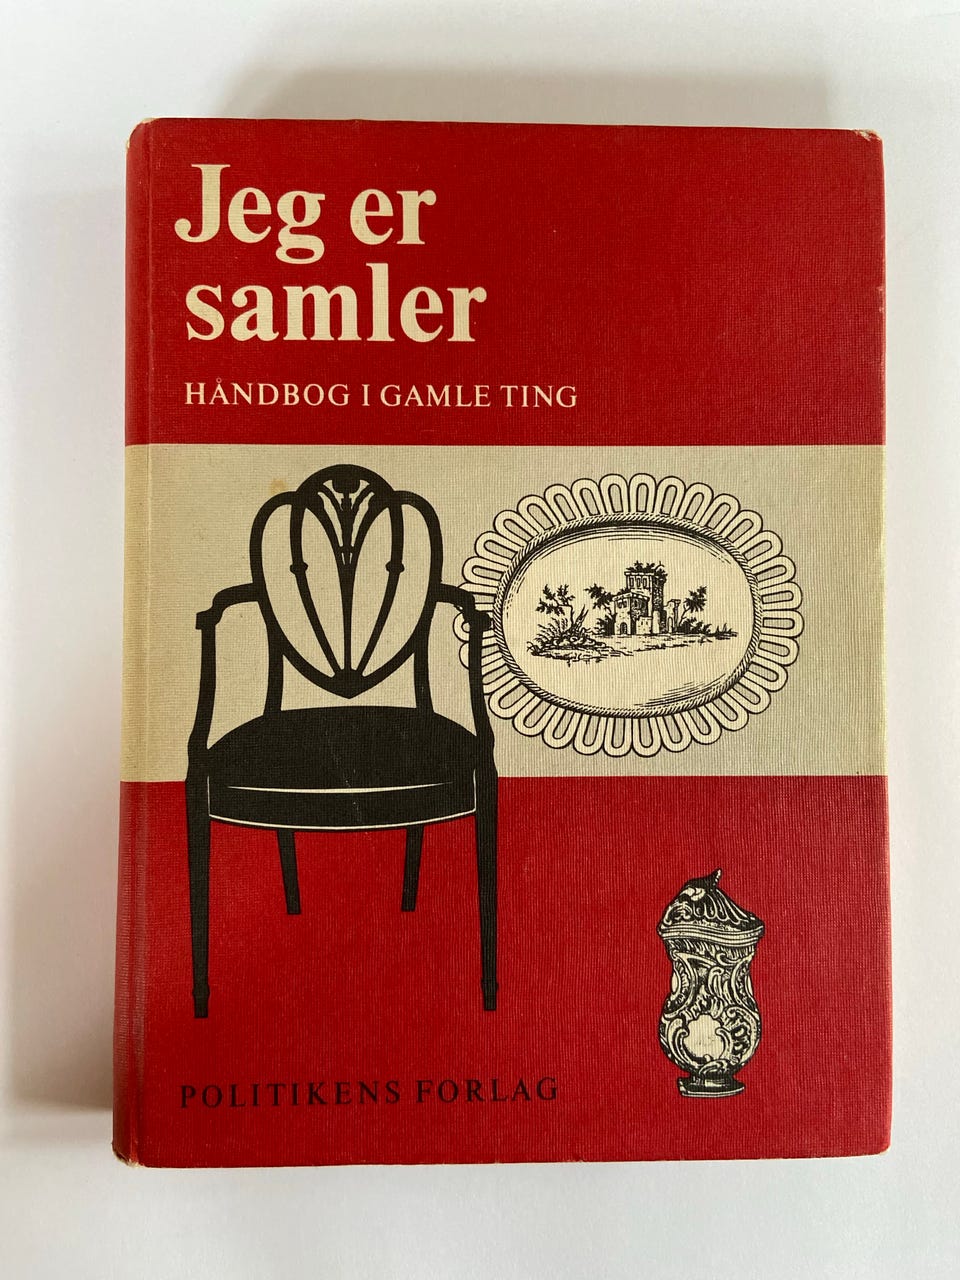 Jeg er
samler
HÅNDBOG I GAMLE TING
POLITIKENS FORLAG